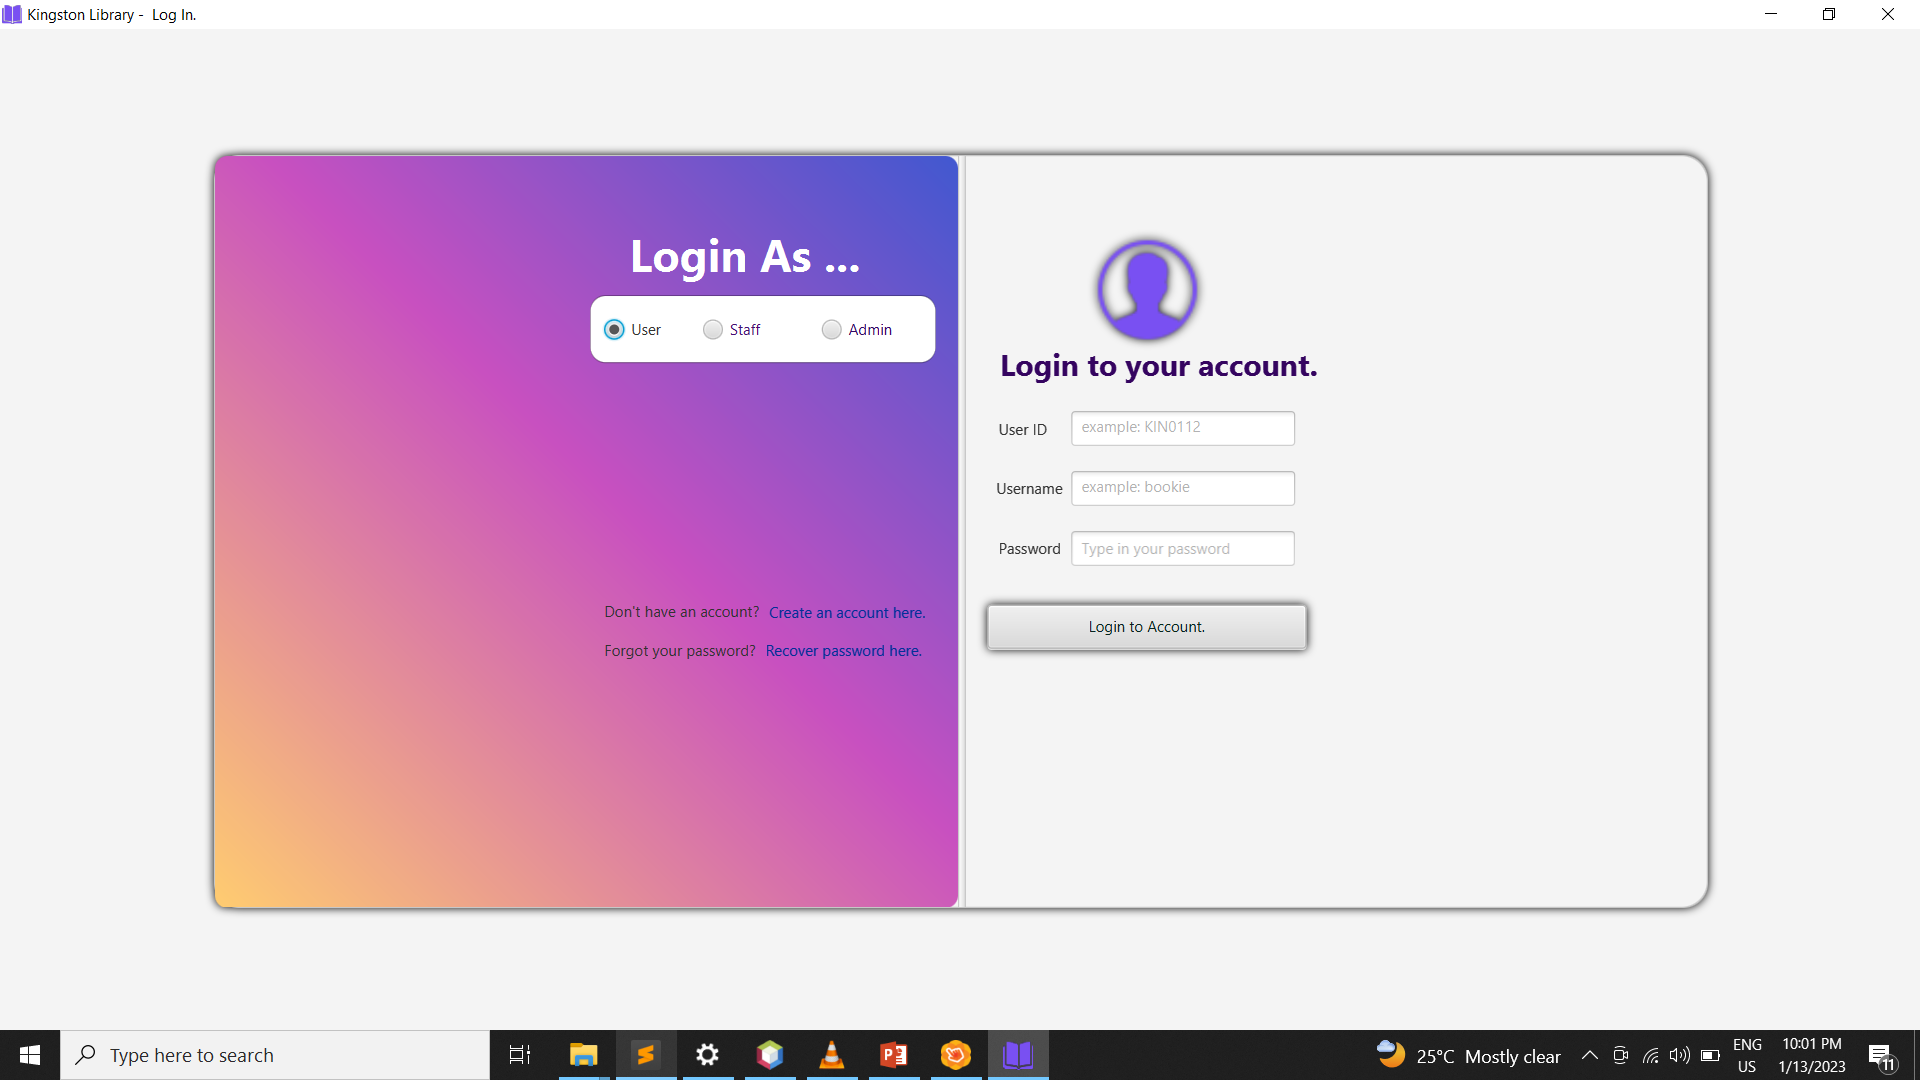 Kingston Library -  Log In.
Login As ...
User
Staff
Admin
Don't have an account?
Create an account here.
Forgot your password?
Recover password here.
Login to your account.
User ID
example: KIN0112
Username
example: bookie
Password
Type in your password
Login to Account.
Type here to search
P
25°C  Mostly clear
ENG
US
10:01 PM
1/13/2023
11